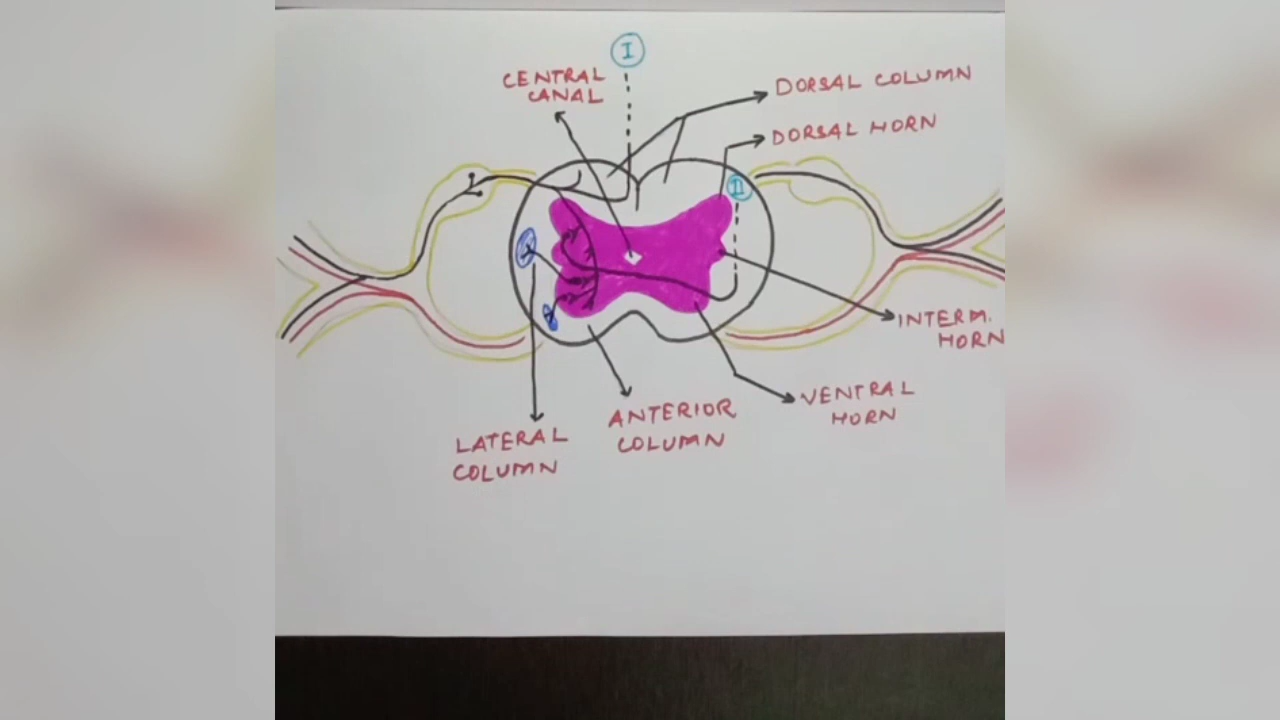 I
CENTRAL
CANAL
DORSAL COLUMN
DORSAL HORN
II
INTERM.
HORN
VENTRAL
HORN
ANTERIOR
COLUMN
LATERAL
COLUMN